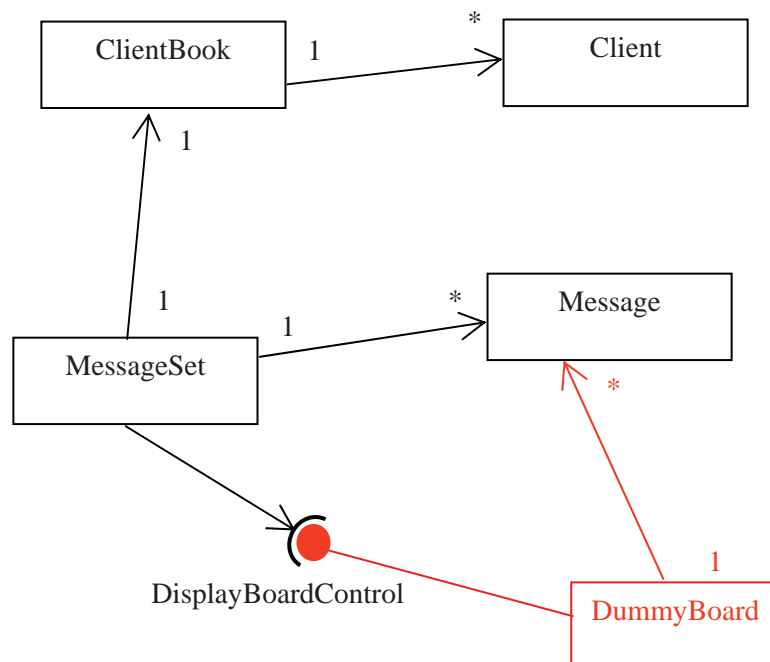 ClientBook
1
*
Client
1
1
MessageSet
1
*
Message
*
DisplayBoardControl
1
DummyBoard